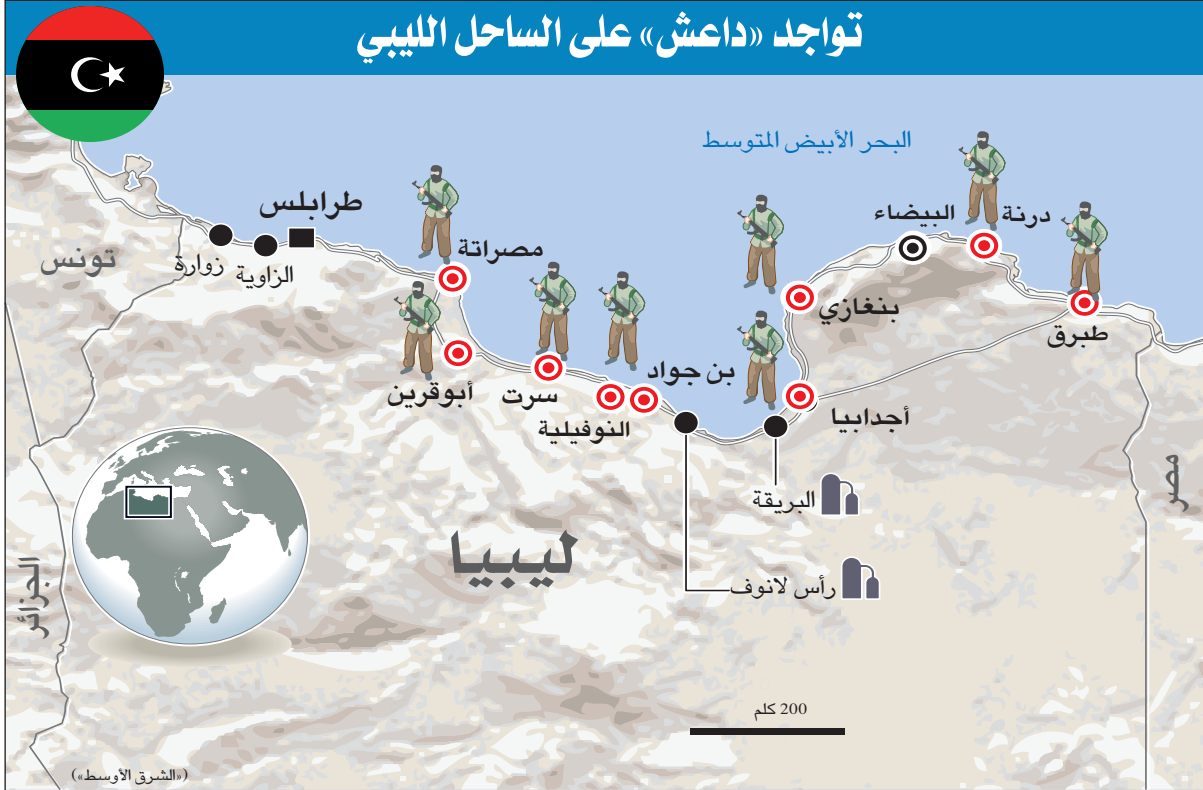 تواجد «داعش» على الساحل الليبي
البحر الأبيض المتوسط
درنة
البيضاء
طبرق
بنغازي
أجدابيا
طرابلس
الزاوية
زوارة
تونس
مصراتة
أبوقرين
سرت
النوفيلية
بن جواد
البريقة
رأس لانوف
ليبيا
مصر
الجزائر
200 كلم
(«الشرق الأوسط»)